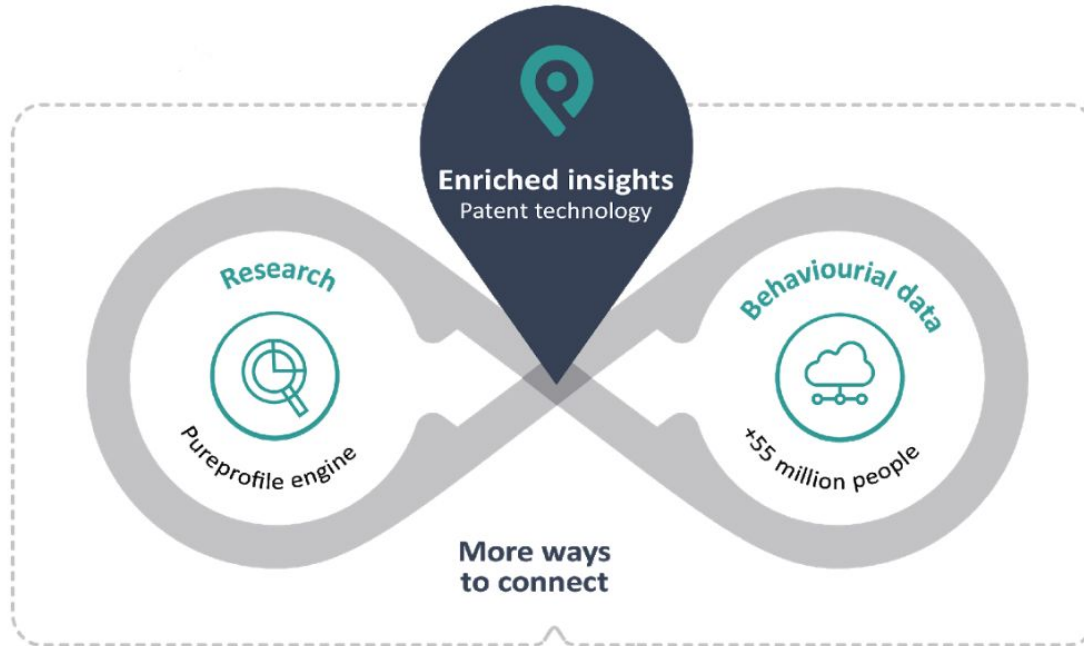 Enriched insights
Patent technology
Research
Pureprofile engine
Behaviourial data
+55 million people
More ways
to connect